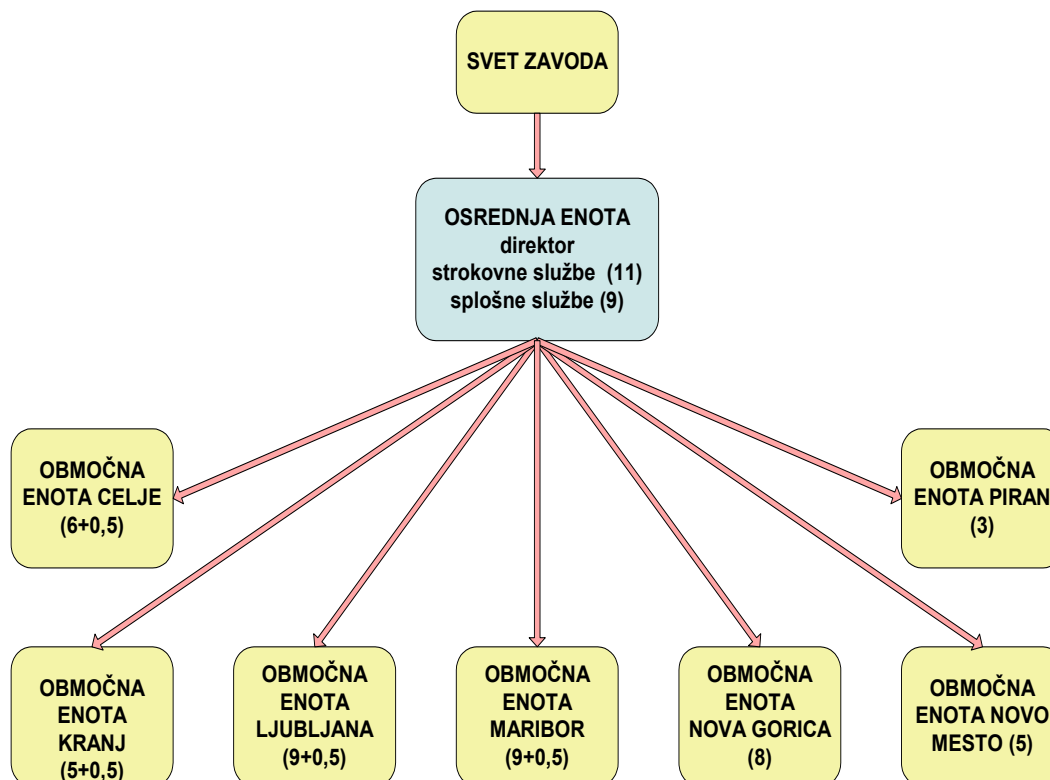 SVET ZAVODA
OSREDNJA ENOTA
direktor
strokovne službe (11)
splošne službe (9)
OBMOČNA
ENOTA CELJE
(6+0,5)
OBMOČNA
ENOTA PIRAN
(3)
OBMOČNA
ENOTA
KRANJ
(5+0,5)
OBMOČNA
ENOTA
LJUBLJANA
(9+0,5)
OBMOČNA
ENOTA
MARIBOR
(9+0,5)
OBMOČNA
ENOTA
NOVA GORICA
(8)
OBMOČNA
ENOTA NOVO
MESTO (5)